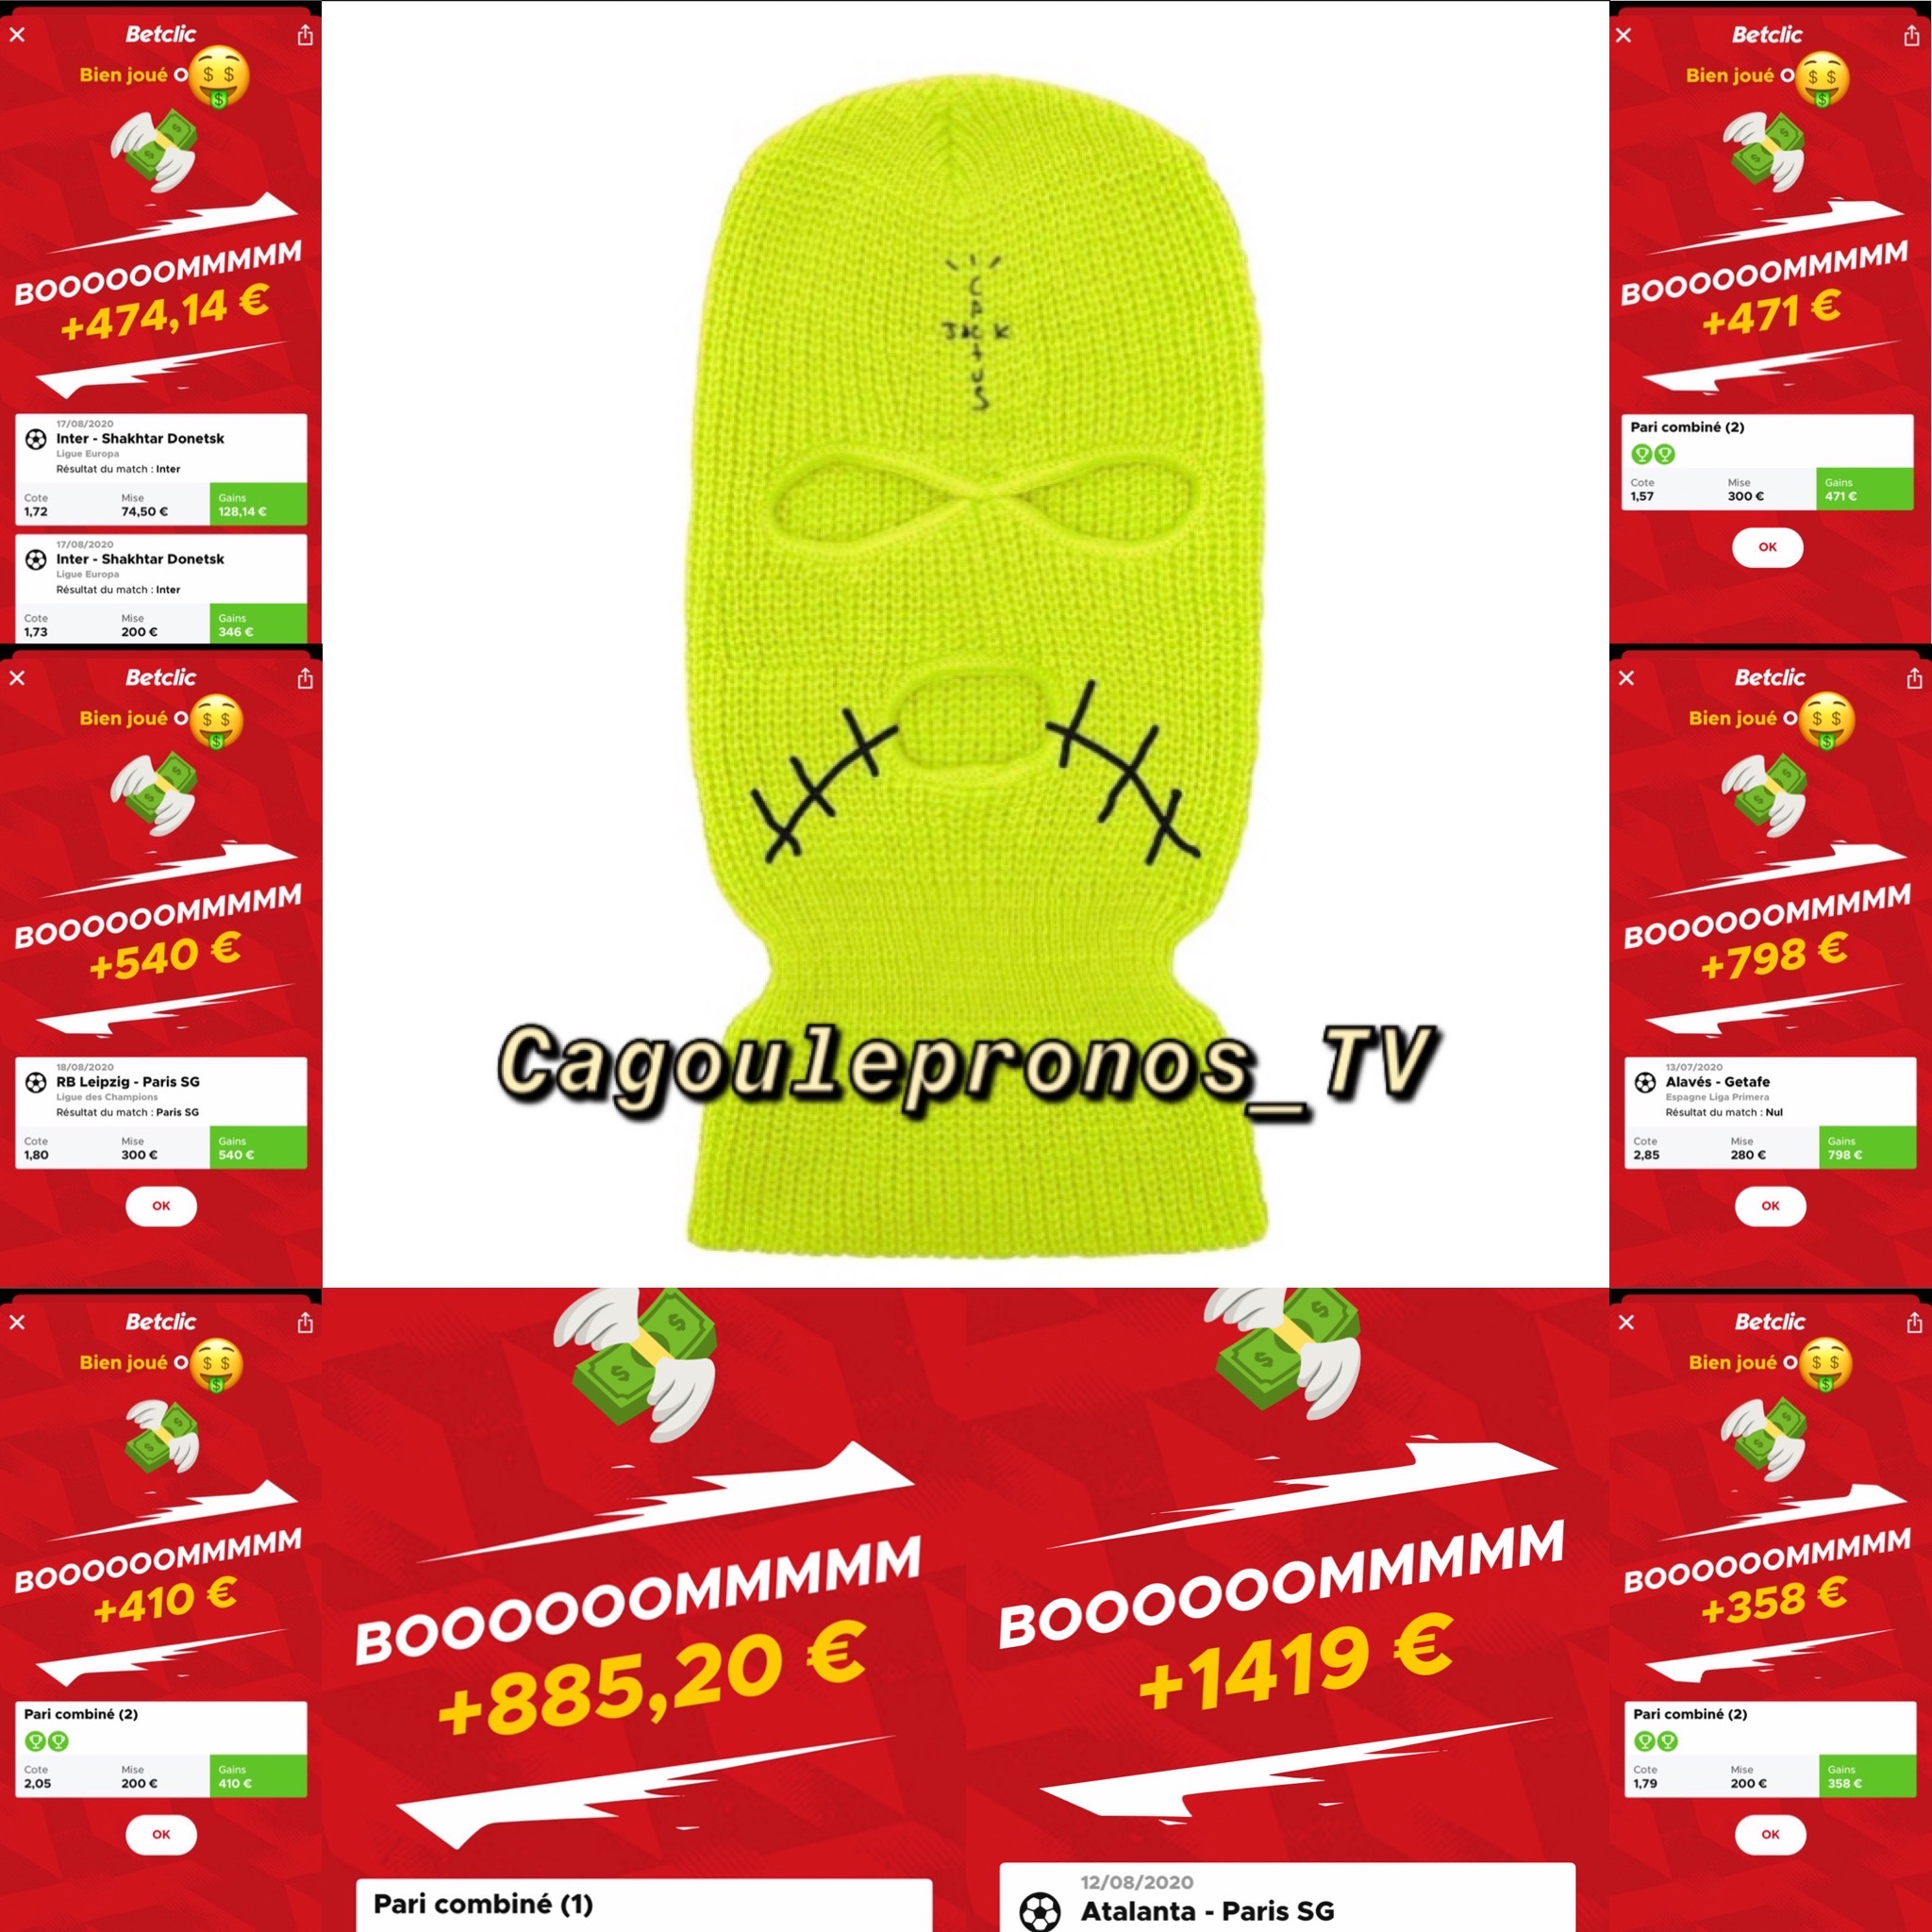 Betclic
Bien joué O
BOOOOOOMMMMM
+474,14 €
17/08/2020
Inter - Shakhtar Donetsk
Ligue Europa
Résultat du match : Inter
Cote Mise Gains
1,72 74,50 € 128,14 €
17/08/2020
Inter - Shakhtar Donetsk
Ligue Europa
Résultat du match : Inter
Cote Mise Gains
1,73 200 € 346 €
Betclic
Bien joué O
BOOOOOOMMMMM
+540 €
18/08/2020
RB Leipzig - Paris SG
Ligue des Champions
Résultat du match : Paris SG
Cote Mise Gains
1,80 300 € 540 €
OK
Betclic
Bien joué O
BOOOOOOMMMMM
+410 €
Pari combiné (2)
Cote Mise Gains
2,05 200 € 410 €
OK
JACK
Cactus
Cagoulepronos_TV
BOOOOOOMMMMM
+885,20 €
Pari combiné (1)
BOOOOOOMMMMM
+1419 €
12/08/2020
Atalanta - Paris SG
Betclic
Bien joué O
BOOOOOOMMMMM
+471 €
Pari combiné (2)
Cote Mise Gains
1,57 300 € 471 €
OK
Betclic
Bien joué O
BOOOOOOMMMMM
+798 €
13/07/2020
Alavés - Getafe
Espagne Liga Primera
Résultat du match : Nul
Cote Mise Gains
2,85 280 € 798 €
OK
Betclic
Bien joué O
BOOOOOOMMMMM
+358 €
Pari combiné (2)
Cote Mise Gains
1,79 200 € 358 €
OK